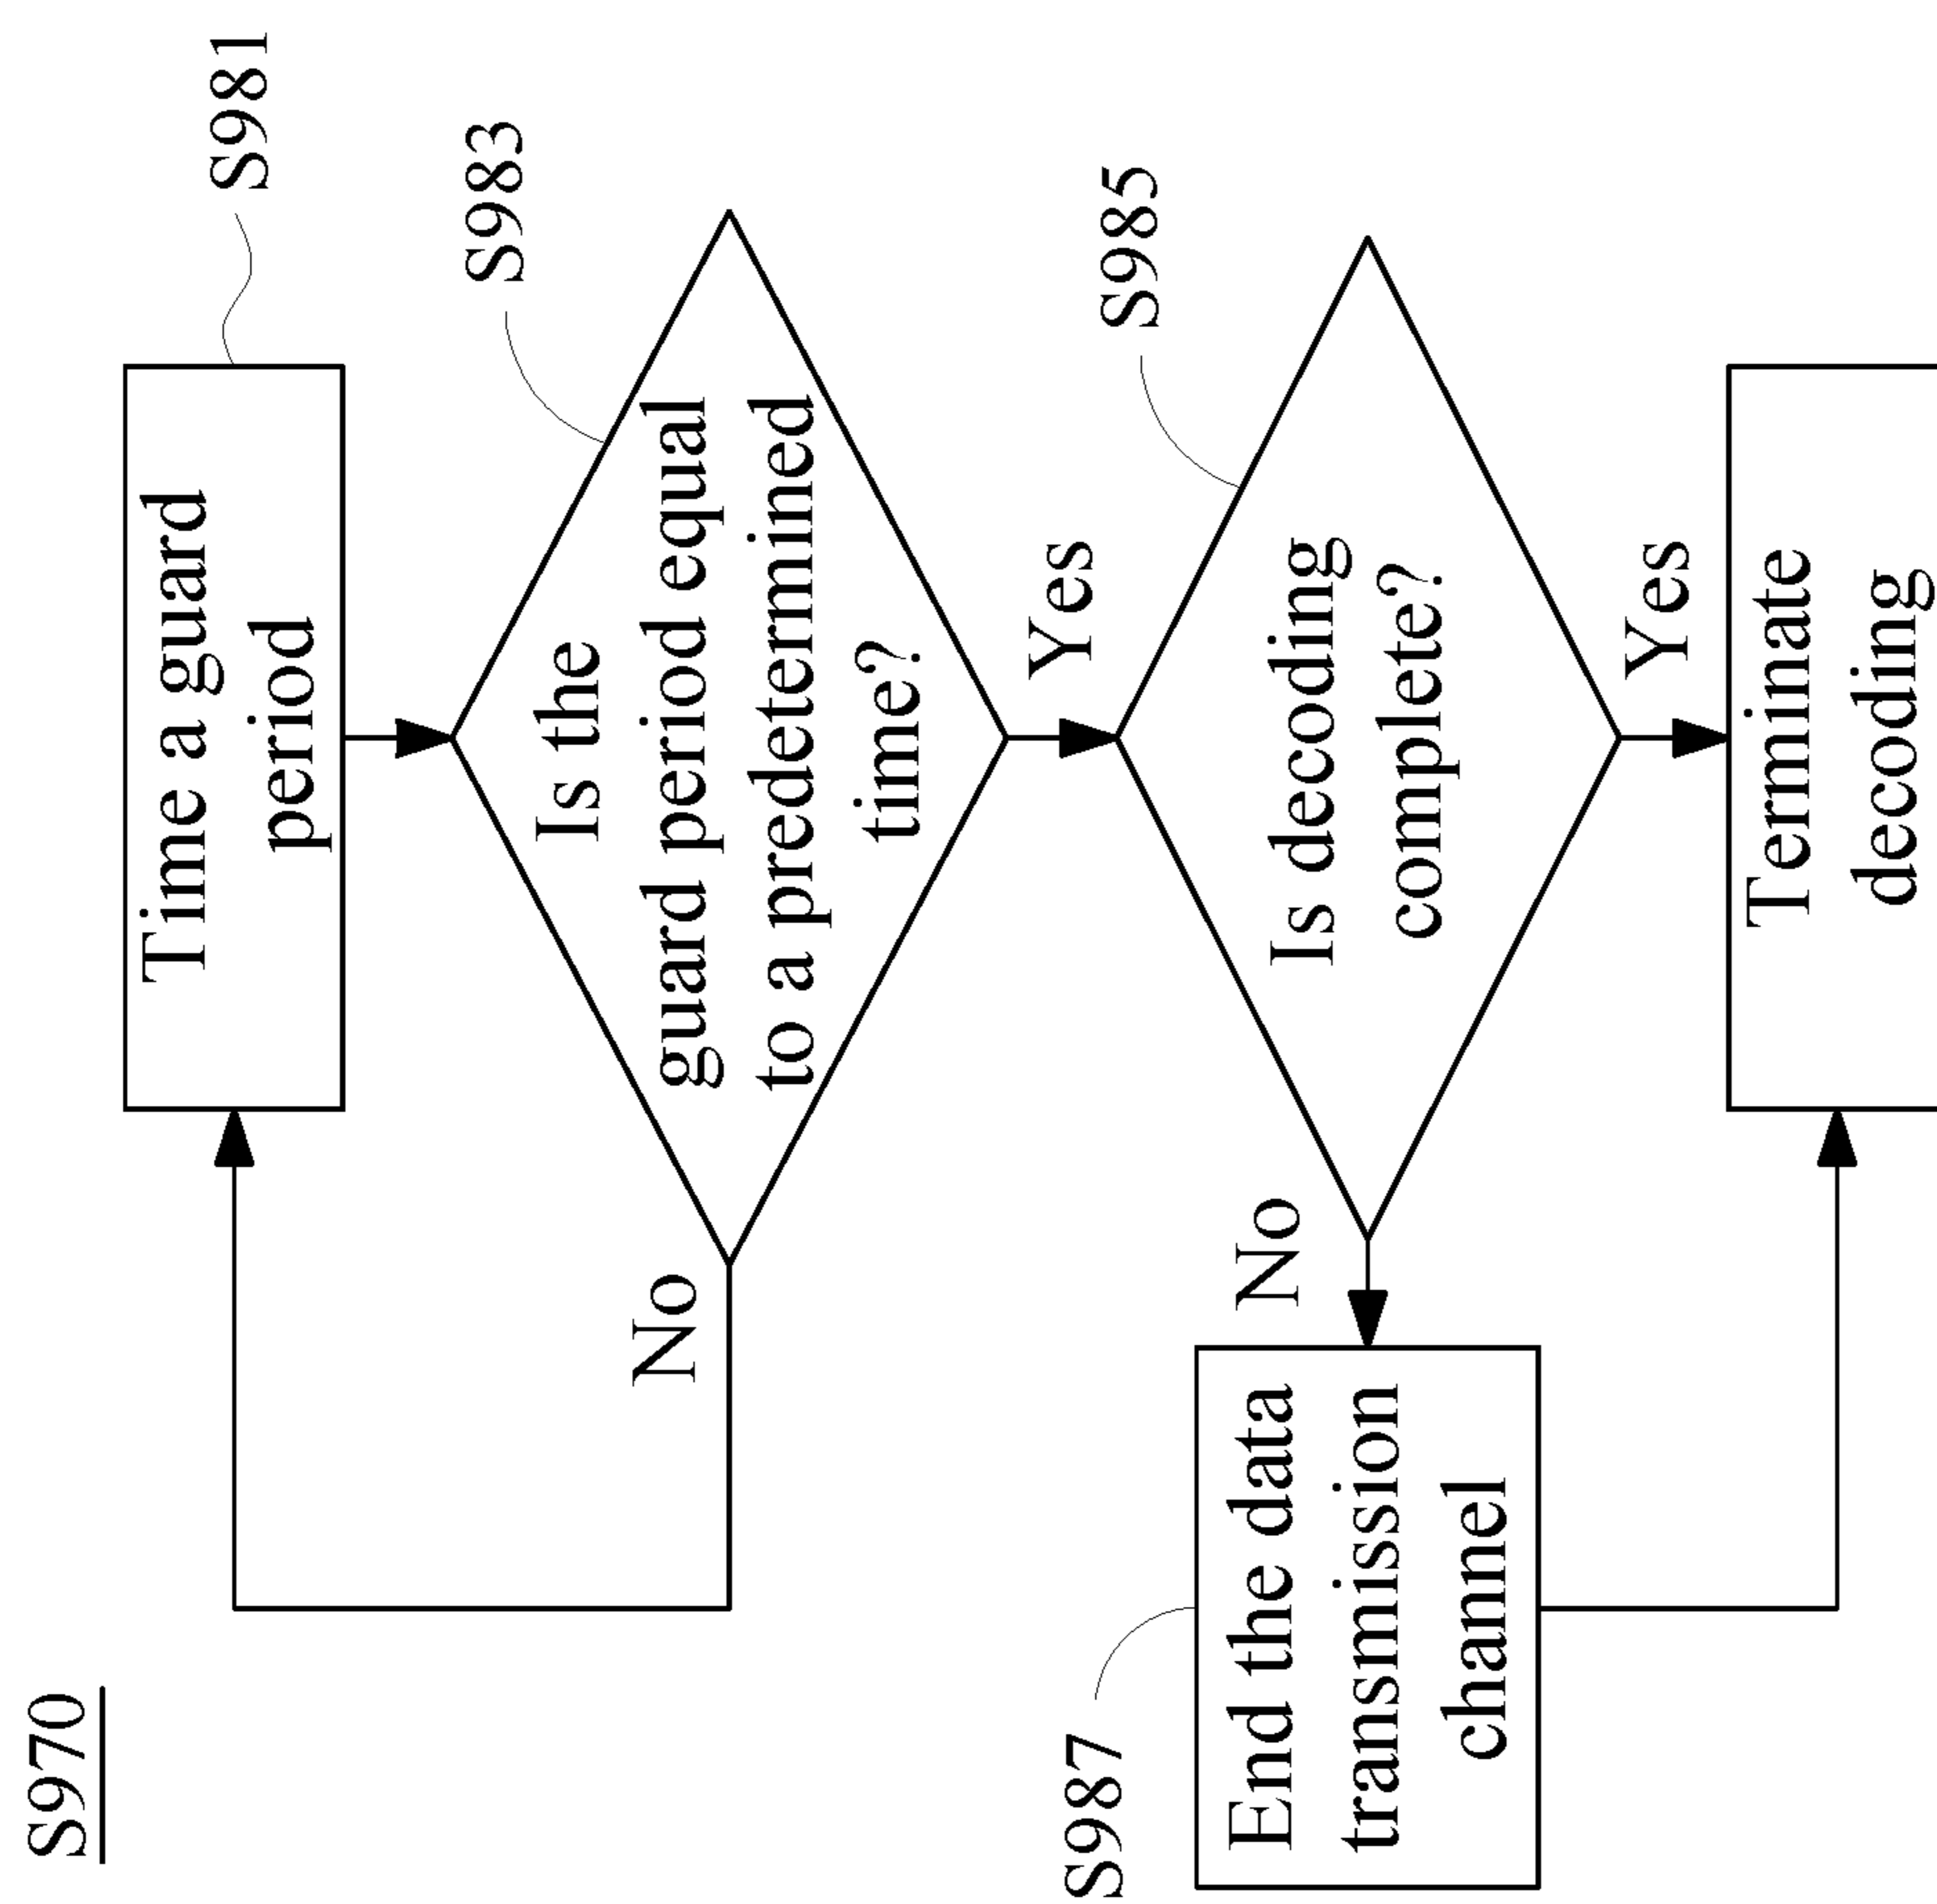 S970
Time a guard
period
S981
Is the
guard period equal
to a predetermined
time?
S983
No
Yes
Is decoding
complete?
S985
No
Yes
S987
End the data
transmission
channel
Terminate
decoding